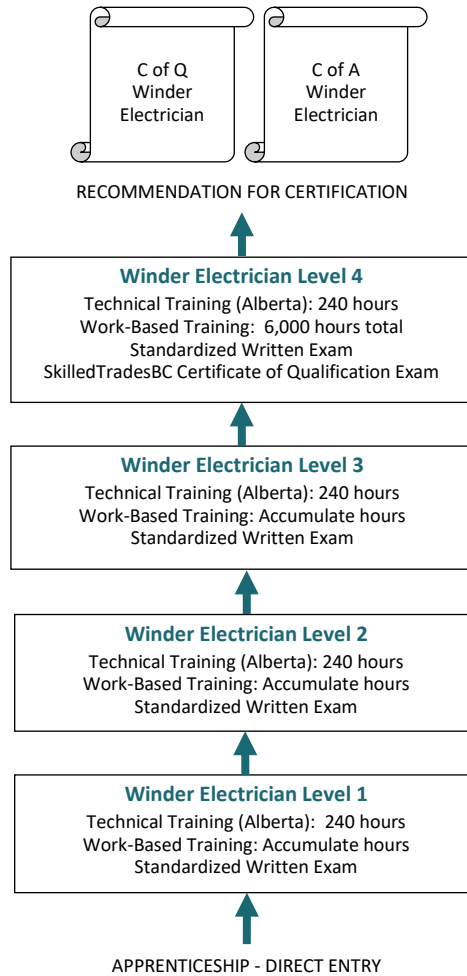 C of Q
Winder
Electrician
C of A
Winder
Electrician
RECOMMENDATION FOR CERTIFICATION
Winder Electrician Level 4
Technical Training (Alberta): 240 hours
Work-Based Training: 6,000 hours total
Standardized Written Exam
SkilledTradesBC Certificate of Qualification Exam
Winder Electrician Level 3
Technical Training (Alberta): 240 hours
Work-Based Training: Accumulate hours
Standardized Written Exam
Winder Electrician Level 2
Technical Training (Alberta): 240 hours
Work-Based Training: Accumulate hours
Standardized Written Exam
Winder Electrician Level 1
Technical Training (Alberta): 240 hours
Work-Based Training: Accumulate hours
Standardized Written Exam
APPRENTICESHIP - DIRECT ENTRY